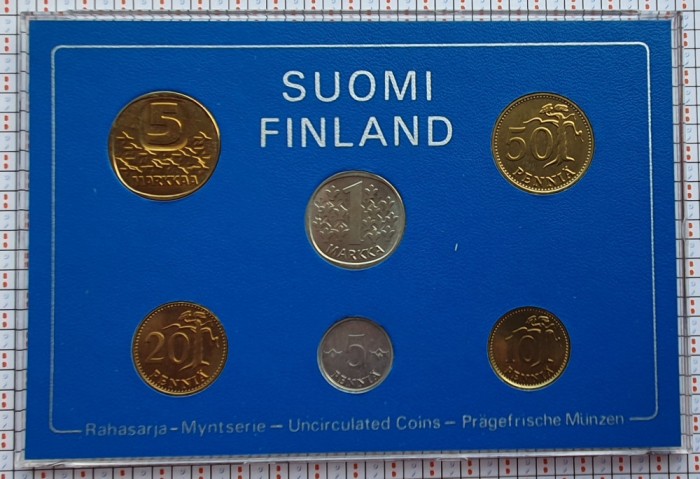 SUOMI
FINLAND
5
MARKKAA
50
PENNIÄ
1
MARKKA
20
PENNIÄ
5
PENNIÄ
10
PENNIÄ
Rahasarja – Myntserie – Uncirculated Coins – Prägefrische Münzen